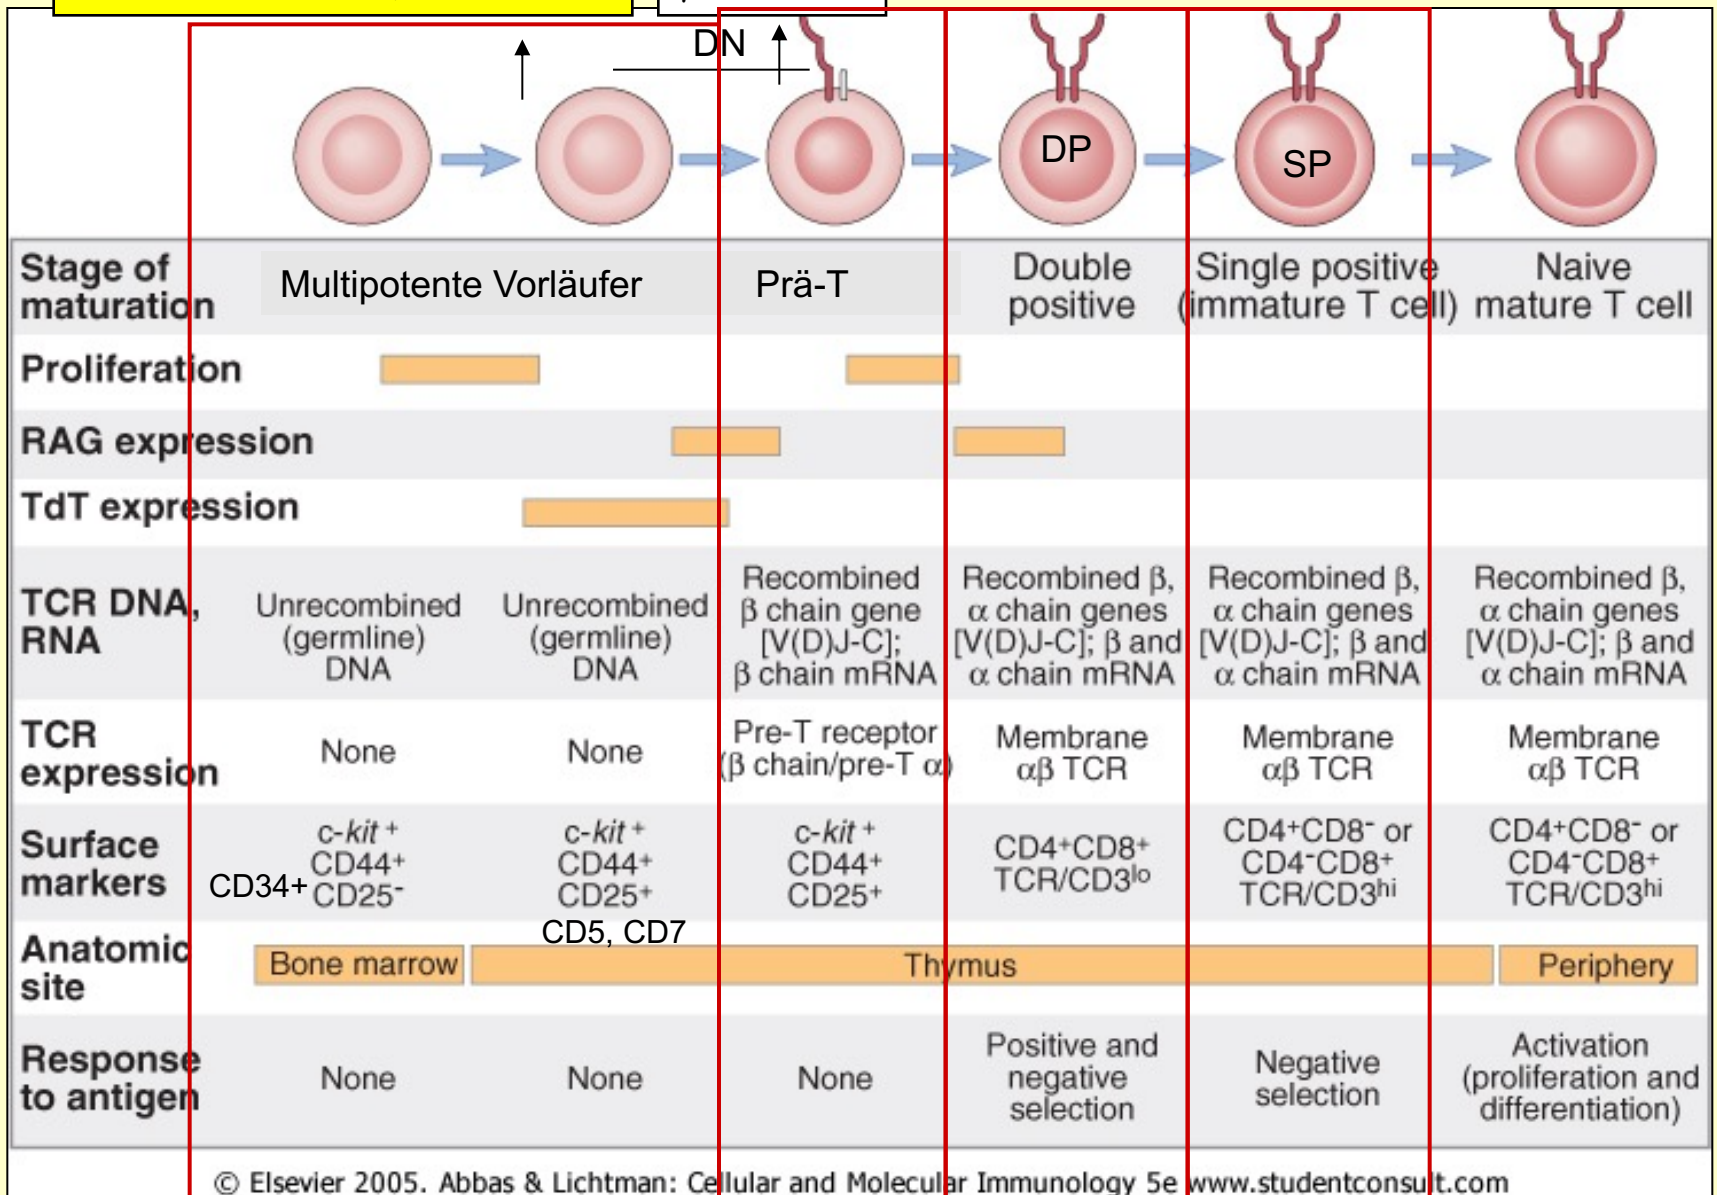 DN
DP
SP
Stage of
maturation
Multipotente Vorläufer
Prä-T
Double
positive
Single positive
(immature T cell)
Naive
mature T cell
Proliferation
RAG expression
TdT expression
TCR DNA,
RNA
Unrecombined
(germline)
DNA
Unrecombined
(germline)
DNA
Recombined
β chain gene
[V(D)J-C];
β chain mRNA
Recombined β,
α chain genes
[V(D)J-C]; β and
α chain mRNA
Recombined β,
α chain genes
[V(D)J-C]; β and
α chain mRNA
Recombined β,
α chain genes
[V(D)J-C]; β and
α chain mRNA
TCR
expression
None
None
Pre-T receptor
(β chain/pre-T α)
Membrane
αβ TCR
Membrane
αβ TCR
Membrane
αβ TCR
Surface
markers
CD34+
c-kit⁺
CD44⁺
CD25⁻
c-kit⁺
CD44⁺
CD25⁺
CD5, CD7
c-kit⁺
CD44⁺
CD25⁺
CD4⁺CD8⁺
TCR/CD3ˡᵒ
CD4⁺CD8⁻ or
CD4⁻CD8⁺
TCR/CD3ʰⁱ
CD4⁺CD8⁻ or
CD4⁻CD8⁺
TCR/CD3ʰⁱ
Anatomic
site
Bone marrow
Thymus
Periphery
Response
to antigen
None
None
None
Positive and
negative
selection
Negative
selection
Activation
(proliferation and
differentiation)
© Elsevier 2005. Abbas & Lichtman: Cellular and Molecular Immunology 5e www.studentconsult.com